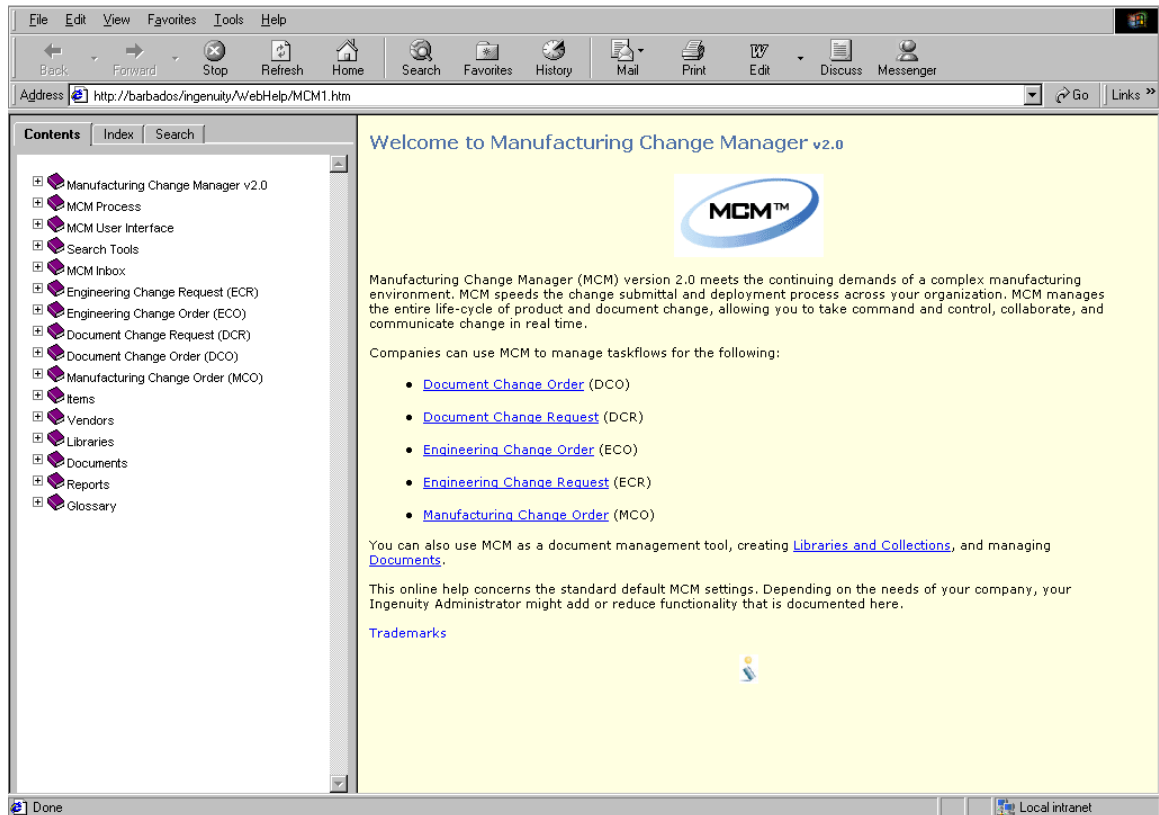 File Edit View Favorites Tools Help
Back Forward Stop Refresh Home Search Favorites History Mail Print Edit Discuss Messenger
Address http://barbados/ingenuity/WebHelp/MCM1.htm Go Links »
Contents Index Search
Manufacturing Change Manager v2.0
MCM Process
MCM User Interface
Search Tools
MCM Inbox
Engineering Change Request (ECR)
Engineering Change Order (ECO)
Document Change Request (DCR)
Document Change Order (DCO)
Manufacturing Change Order (MCO)
Items
Vendors
Libraries
Documents
Reports
Glossary
Welcome to Manufacturing Change Manager v2.0
MCM™
Manufacturing Change Manager (MCM) version 2.0 meets the continuing demands of a complex manufacturing
environment. MCM speeds the change submittal and deployment process across your organization. MCM manages
the entire life-cycle of product and document change, allowing you to take command and control, collaborate, and
communicate change in real time.
Companies can use MCM to manage taskflows for the following:
• Document Change Order (DCO)
• Document Change Request (DCR)
• Engineering Change Order (ECO)
• Engineering Change Request (ECR)
• Manufacturing Change Order (MCO)
You can also use MCM as a document management tool, creating Libraries and Collections, and managing
Documents.
This online help concerns the standard default MCM settings. Depending on the needs of your company, your
Ingenuity Administrator might add or reduce functionality that is documented here.
Trademarks
Done Local intranet